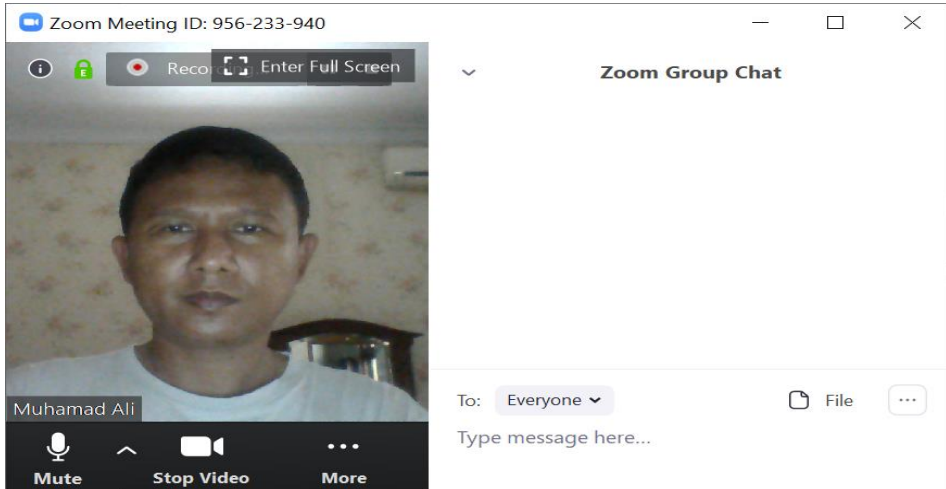 Zoom Meeting ID: 956-233-940
Enter Full Screen
Zoom Group Chat
Muhamad Ali
Mute
Stop Video
More
To: Everyone
File
Type message here...